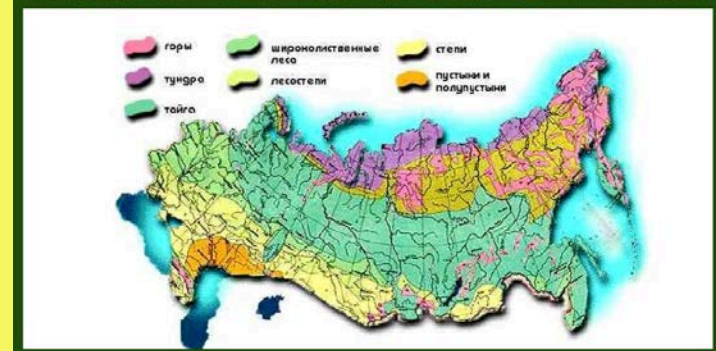 горы
тундра
тайга
широколиственные
леса
лесостепи
степи
пустыни и
полупустыни